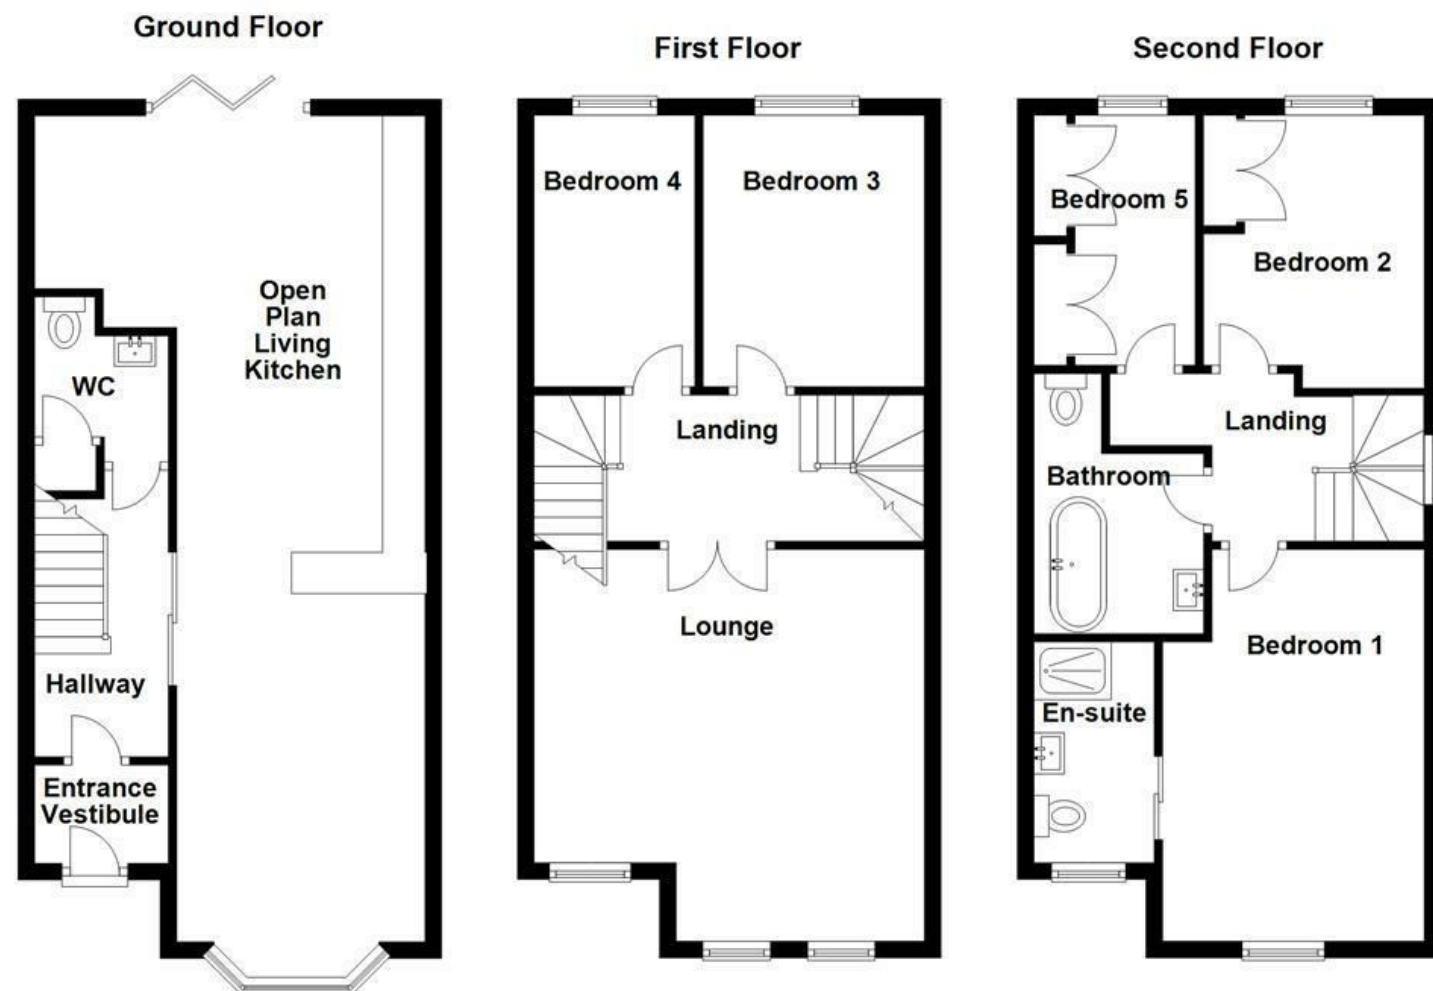 Ground Floor
Open
Plan
Living
Kitchen
WC
Hallway
Entrance
Vestibule
First Floor
Bedroom 4
Bedroom 3
Landing
Lounge
Second Floor
Bedroom 5
Bedroom 2
Landing
Bathroom
Bedroom 1
En-suite